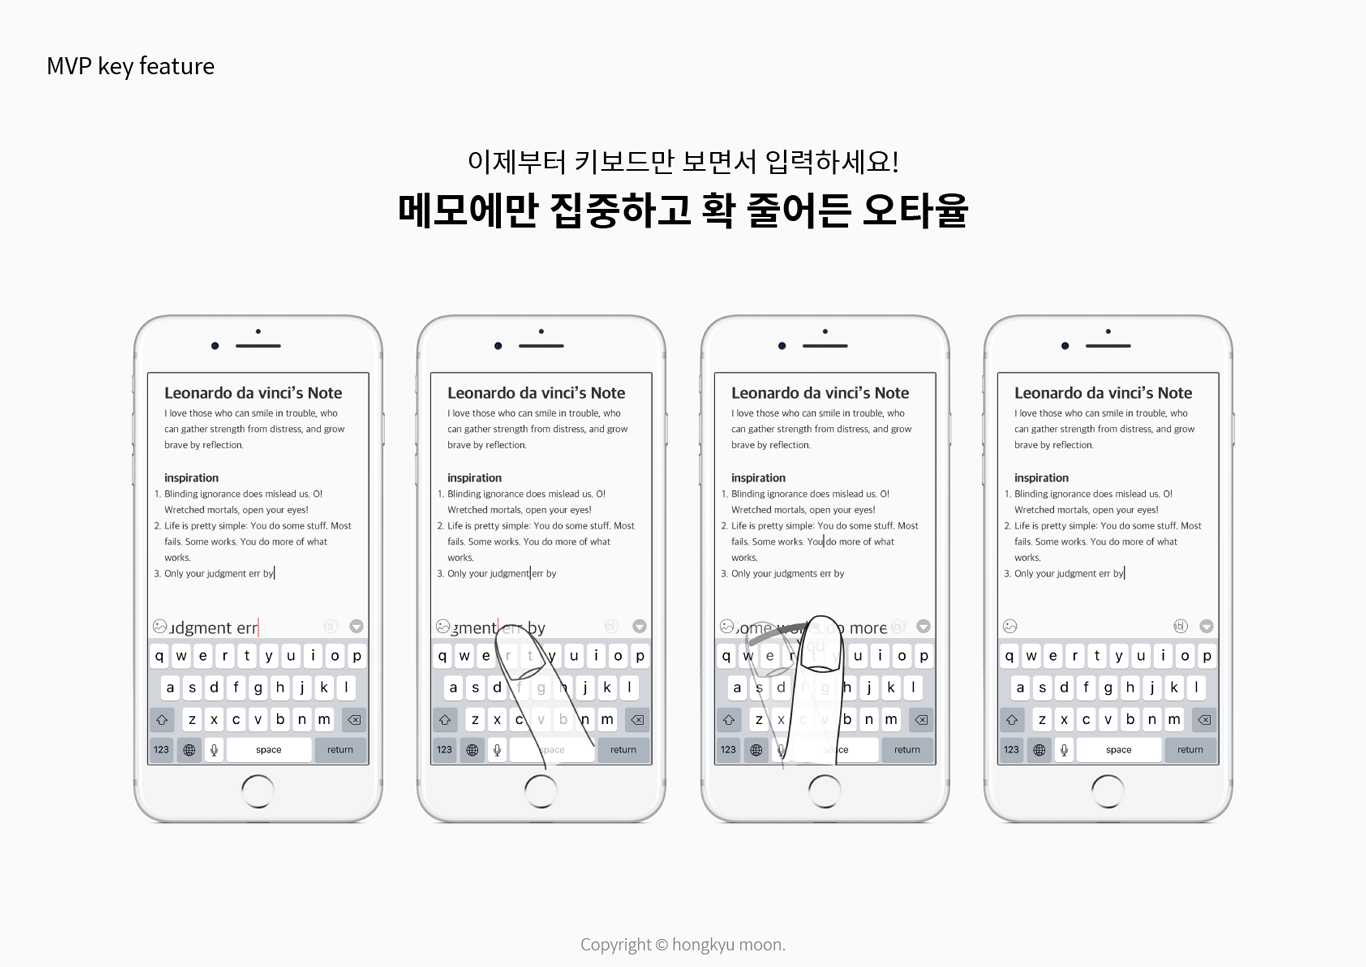 MVP key feature
이제부터 키보드만 보면서 입력하세요!
메모에만 집중하고 확 줄어든 오타율
Leonardo da vinci’s Note
I love those who can smile in trouble, who
can gather strength from distress, and grow
brave by reflection.
inspiration
1. Blinding ignorance does mislead us. O!
Wretched mortals, open your eyes!
2. Life is pretty simple: You do some stuff. Most
fails. Some works. You do more of what
works.
3. Only your judgment err by
judgment err
q w e r t y u i o p
a s d f g h j k l
z x c v b n m
123 space return
Leonardo da vinci’s Note
I love those who can smile in trouble, who
can gather strength from distress, and grow
brave by reflection.
inspiration
1. Blinding ignorance does mislead us. O!
Wretched mortals, open your eyes!
2. Life is pretty simple: You do some stuff. Most
fails. Some works. You do more of what
works.
3. Only your judgment err by
gment err by
q w e r t y u i o p
a s d f g h j k l
z x c v b n m
123 space return
Leonardo da vinci’s Note
I love those who can smile in trouble, who
can gather strength from distress, and grow
brave by reflection.
inspiration
1. Blinding ignorance does mislead us. O!
Wretched mortals, open your eyes!
2. Life is pretty simple: You do some stuff. Most
fails. Some works. You do more of what
works.
3. Only your judgments err by
ome do more
you
q w e r u i o p
a s d f g h j k l
z x b n m
123 space return
Leonardo da vinci’s Note
I love those who can smile in trouble, who
can gather strength from distress, and grow
brave by reflection.
inspiration
1. Blinding ignorance does mislead us. O!
Wretched mortals, open your eyes!
2. Life is pretty simple: You do some stuff. Most
fails. Some works. You do more of what
works.
3. Only your judgment err by
q w e r t y u i o p
a s d f g h j k l
z x c v b n m
123 space return
Copyright © hongkyu moon.